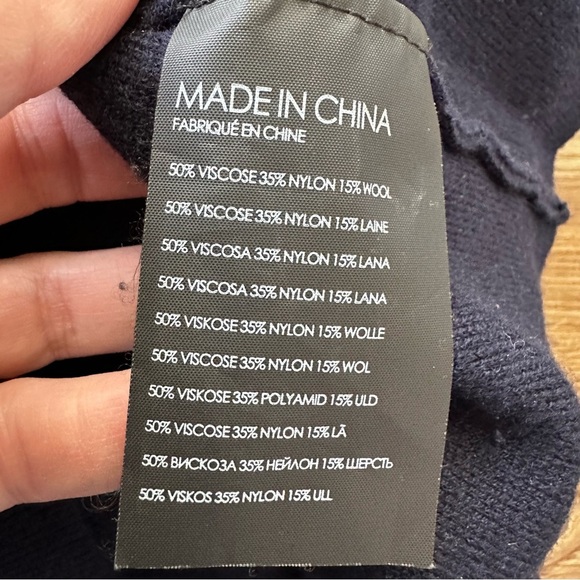 MADE IN CHINA
FABRIQUÉ EN CHINE
50% VISCOSE 35% NYLON 15% WOOL
50% VISCOSE 35% NYLON 15% LAINE
50% VISCOSA 35% NYLON 15% LANA
50% VISCOSA 35% NYLON 15% LANA
50% VISKOSE 35% NYLON 15% WOLLE
50% VISCOSE 35% NYLON 15% WOL
50% VISKOSE 35% POLYAMID 15% ULD
50% VISCOSE 35% NYLON 15% LÃ
50% ВИСКОЗА 35% НЕЙЛОН 15% ШЕРСТЬ
50% VISKOS 35% NYLON 15% ULL